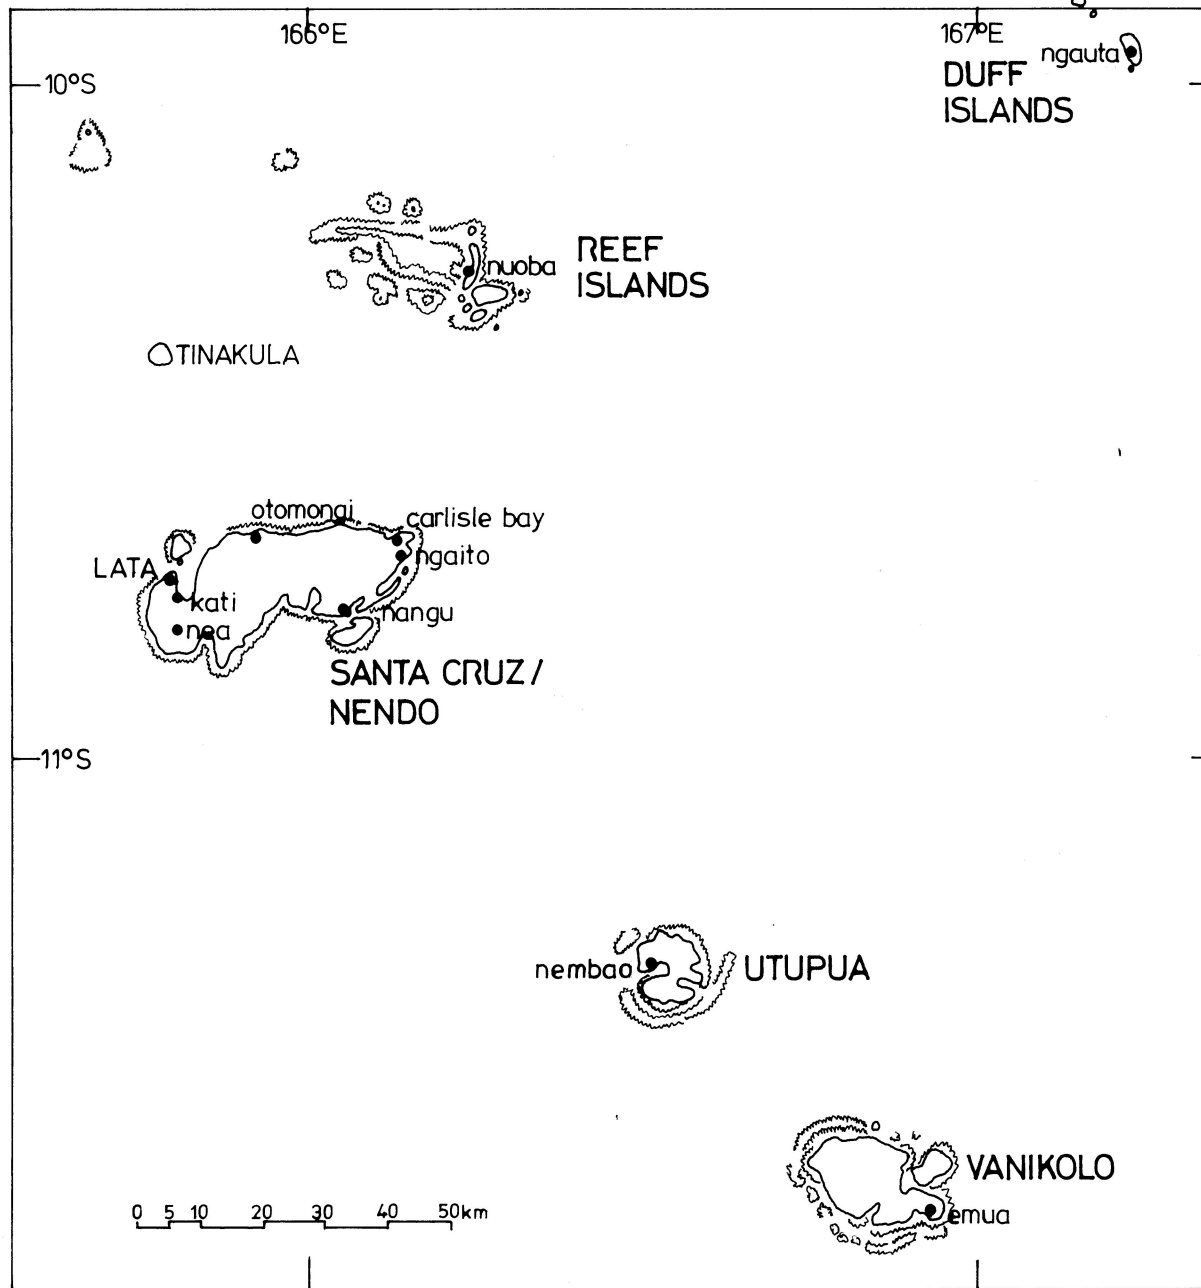 166°E
167°E
ngauta
10°S
DUFF
ISLANDS
REEF
ISLANDS
nuoba
TINAKULA
otomongi
carlisle bay
ngaito
LATA
kati
nangu
SANTA CRUZ/
NENDO
11°S
nembao
UTUPUA
VANIKOLO
emua
0 5 10 20 30 40 50km